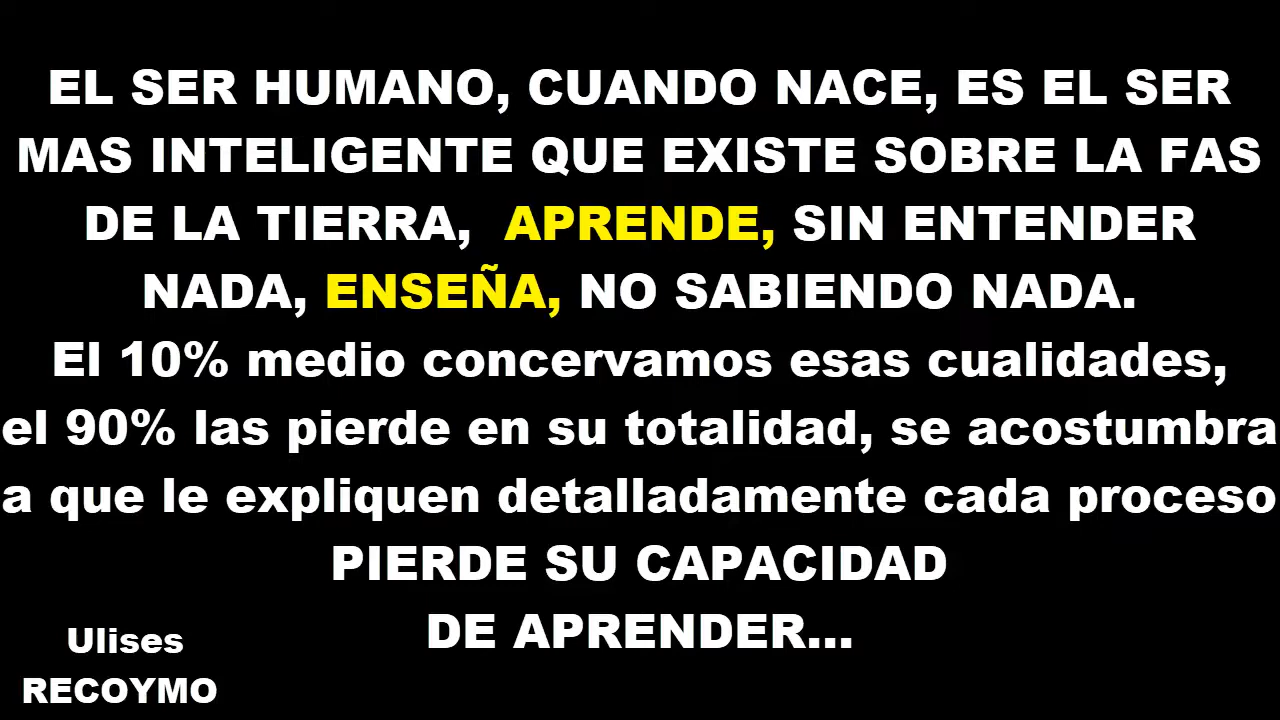 EL SER HUMANO, CUANDO NACE, ES EL SER
MAS INTELIGENTE QUE EXISTE SOBRE LA FAS
DE LA TIERRA, APRENDE, SIN ENTENDER
NADA, ENSEÑA, NO SABIENDO NADA.
El 10% medio concervamos esas cualidades,
el 90% las pierde en su totalidad, se acostumbra
a que le expliquen detalladamente cada proceso
PIERDE SU CAPACIDAD
DE APRENDER...
Ulises
RECOYMO